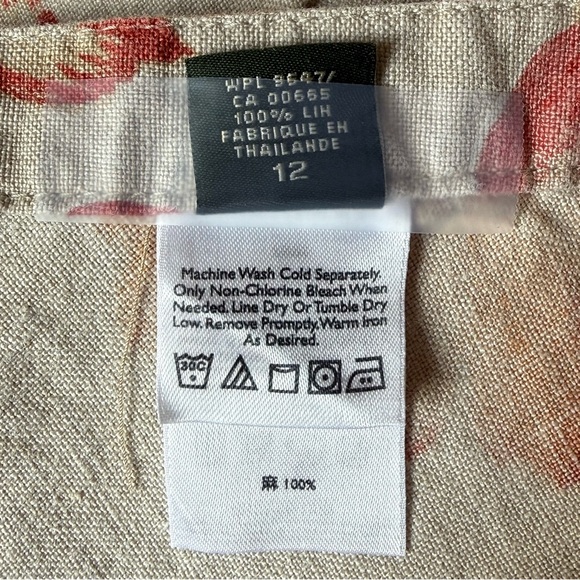 WPL 9647/
CA 00665
100% LIN
FABRIQUE EN
THAILANDE
12
Machine Wash Cold Separately.
Only Non-Chlorine Bleach When
Needed. Line Dry Or Tumble Dry
Low. Remove Promptly. Warm Iron
As Desired.
30C
麻 100%